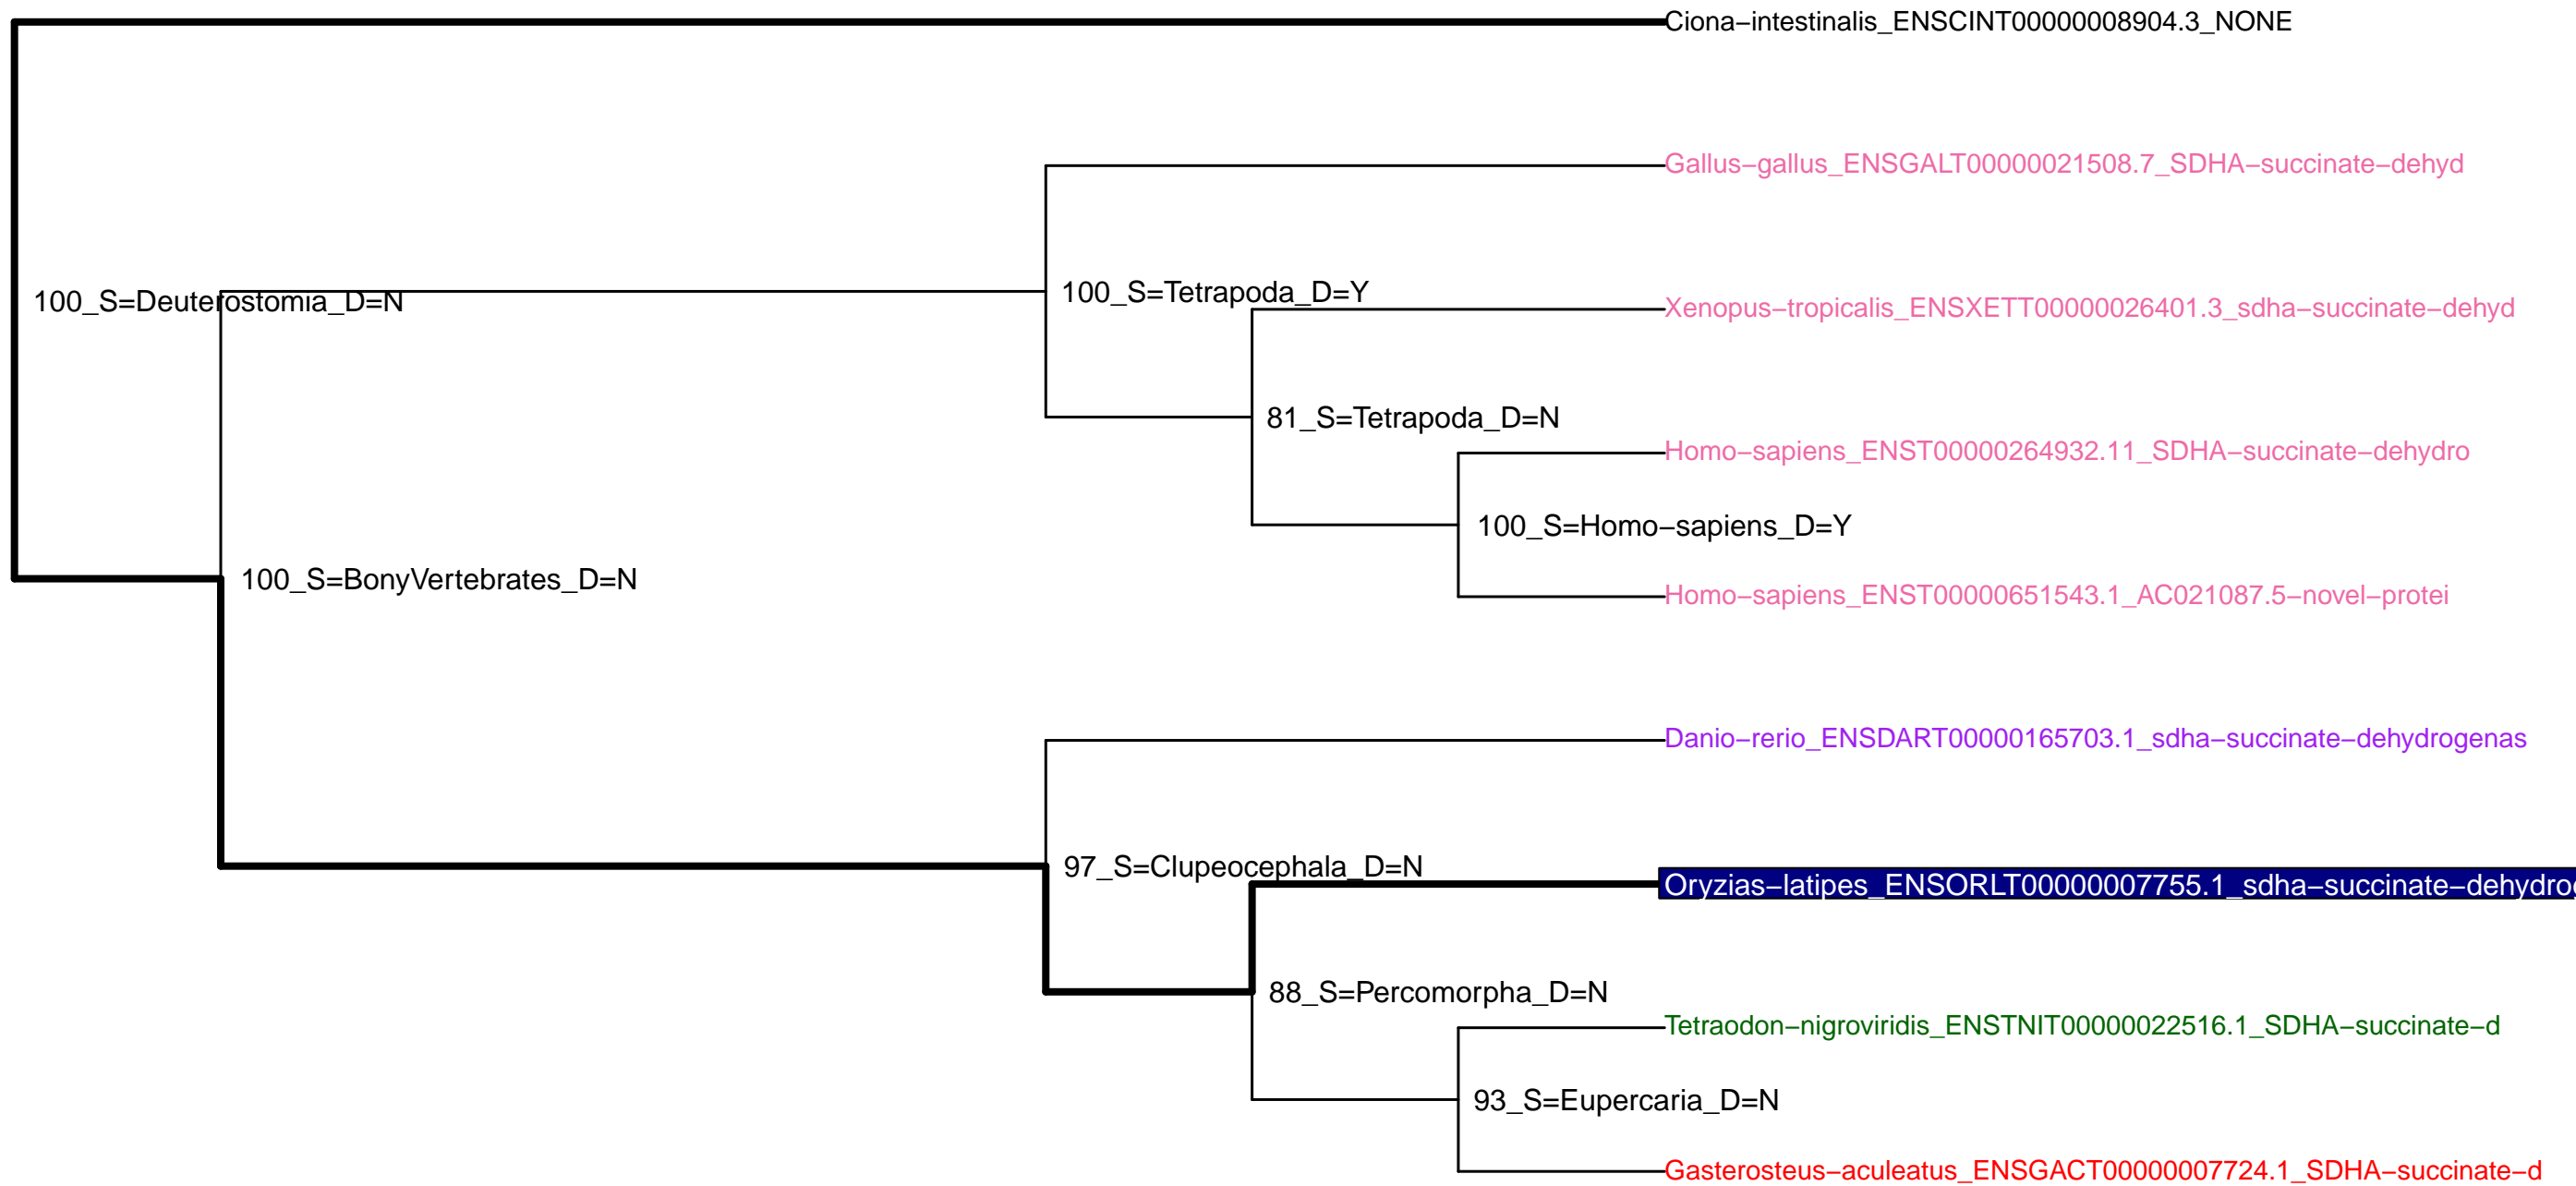 Ciona−intestinalis_ENSCINT00000008904.3_NONE
Gallus−gallus_ENSGALT00000021508.7_SDHA−succinate−dehyd
100_S=Tetrapoda_D=Y
100_S=Deuterostomia_D=N
Xenopus−tropicalis_ENSXETT00000026401.3_sdha−succinate−dehyd
81_S=Tetrapoda_D=N
Homo−sapiens_ENST00000264932.11_SDHA−succinate−dehydro
100_S=Homo−sapiens_D=Y
100_S=BonyVertebrates_D=N
Homo−sapiens_ENST00000651543.1_AC021087.5−novel−protei
Danio−rerio_ENSDART00000165703.1_sdha−succinate−dehydrogenas
97_S=Clupeocephala_D=N
Oryzias−latipes_ENSORLT00000007755.1_sdha−succinate−dehydrog
88_S=Percomorpha_D=N
Tetraodon−nigroviridis_ENSTNIT00000022516.1_SDHA−succinate−d
93_S=Eupercaria_D=N
Gasterosteus−aculeatus_ENSGACT00000007724.1_SDHA−succinate−d